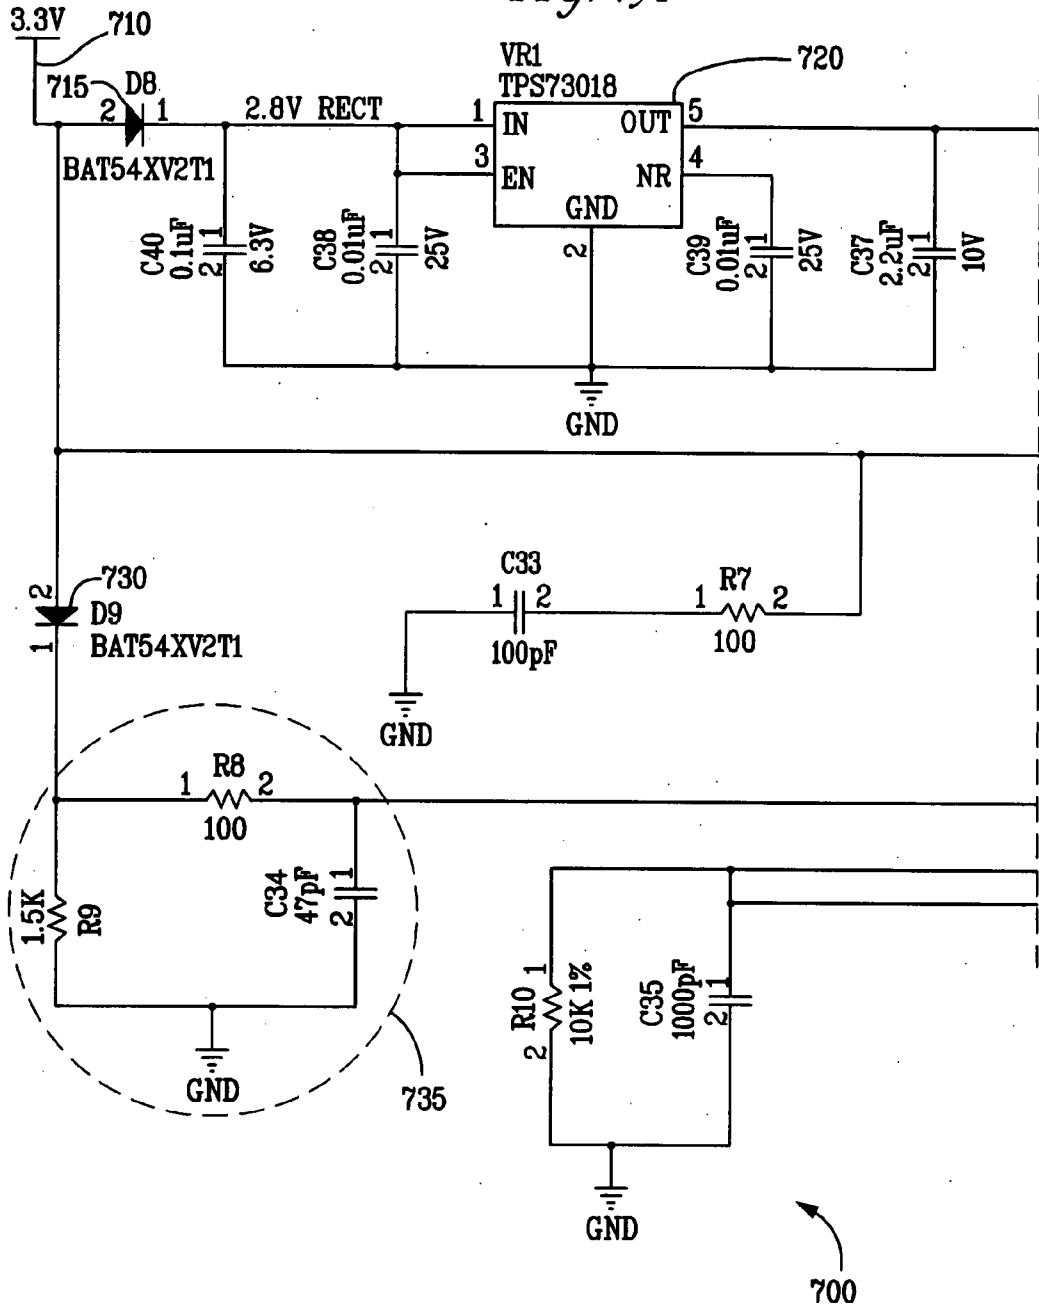 3.3V
710
VR1
TPS73018
720
715
D8
2
1
2.8V RECT
1
IN
OUT
5
BAT54XV2T1
3
EN
NR
4
GND
2
C40
0.1uF
1
2
6.3V
C38
0.01uF
1
2
25V
C39
0.01uF
1
2
25V
C37
2.2uF
1
2
10V
GND
2
730
D9
BAT54XV2T1
1
C33
1
2
100pF
R7
1
2
100
GND
R8
1
2
100
1.5K
R9
C34
47pF
1
2
GND
735
R10
1
2
10K 1%
C35
1000pF
1
2
GND
700